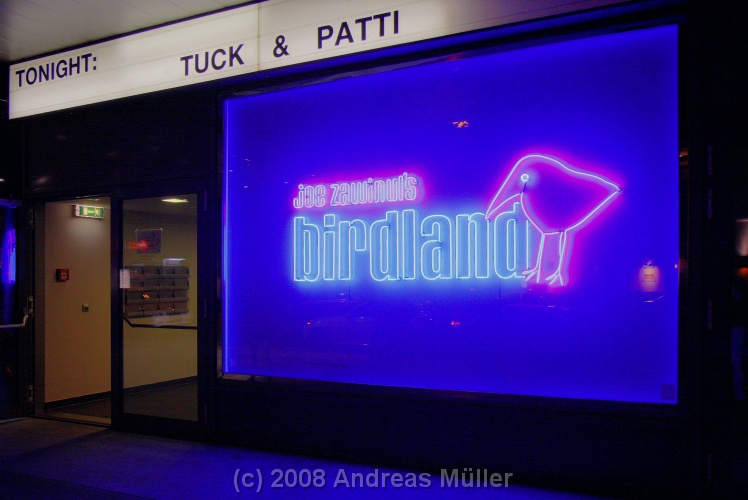 TONIGHT: TUCK & PATTI
joe zawinul's
birdland
(c) 2008 Andreas Müller